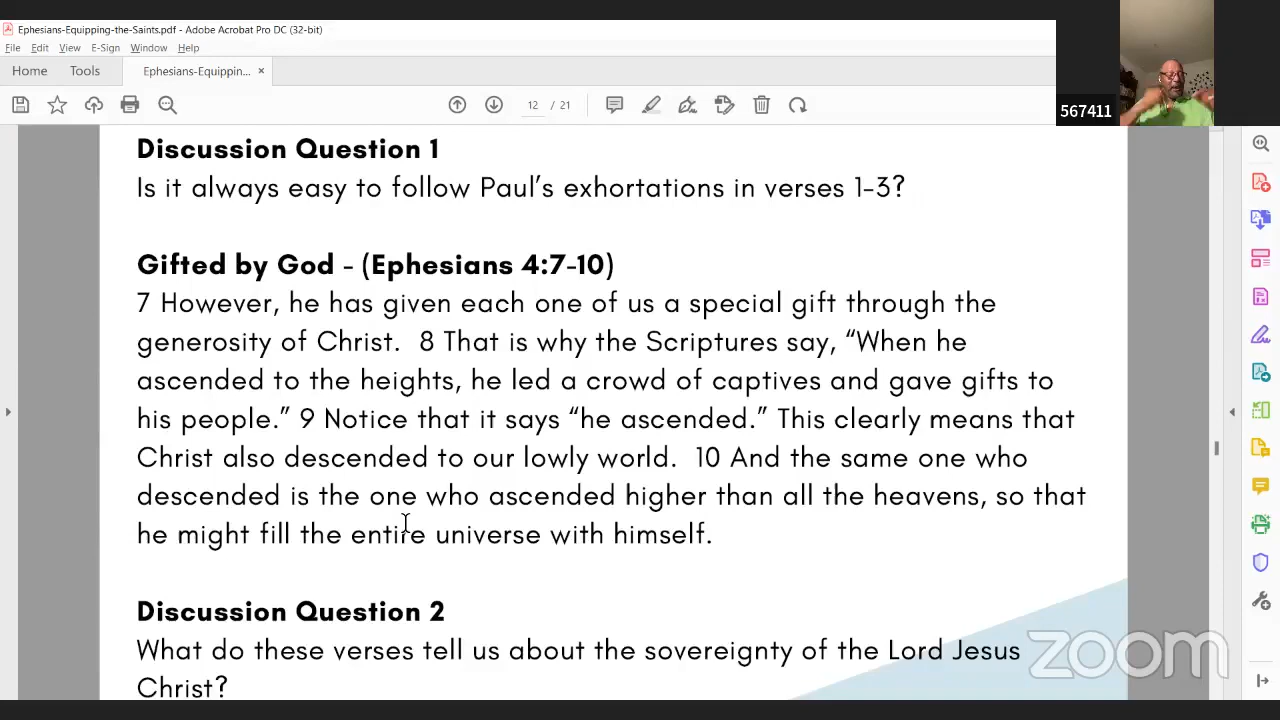 Ephesians-Equipping-the-Saints.pdf - Adobe Acrobat Pro DC (32-bit)
File Edit View E-Sign Window Help
Home Tools Ephesians-Equippin... ×
12 / 21
567411
Discussion Question 1
Is it always easy to follow Paul’s exhortations in verses 1-3?
Gifted by God - (Ephesians 4:7-10)
7 However, he has given each one of us a special gift through the
generosity of Christ.  8 That is why the Scriptures say, “When he
ascended to the heights, he led a crowd of captives and gave gifts to
his people.” 9 Notice that it says “he ascended.” This clearly means that
Christ also descended to our lowly world.  10 And the same one who
descended is the one who ascended higher than all the heavens, so that
he might fill the entire universe with himself.
Discussion Question 2
What do these verses tell us about the sovereignty of the Lord Jesus
Christ?
zoom